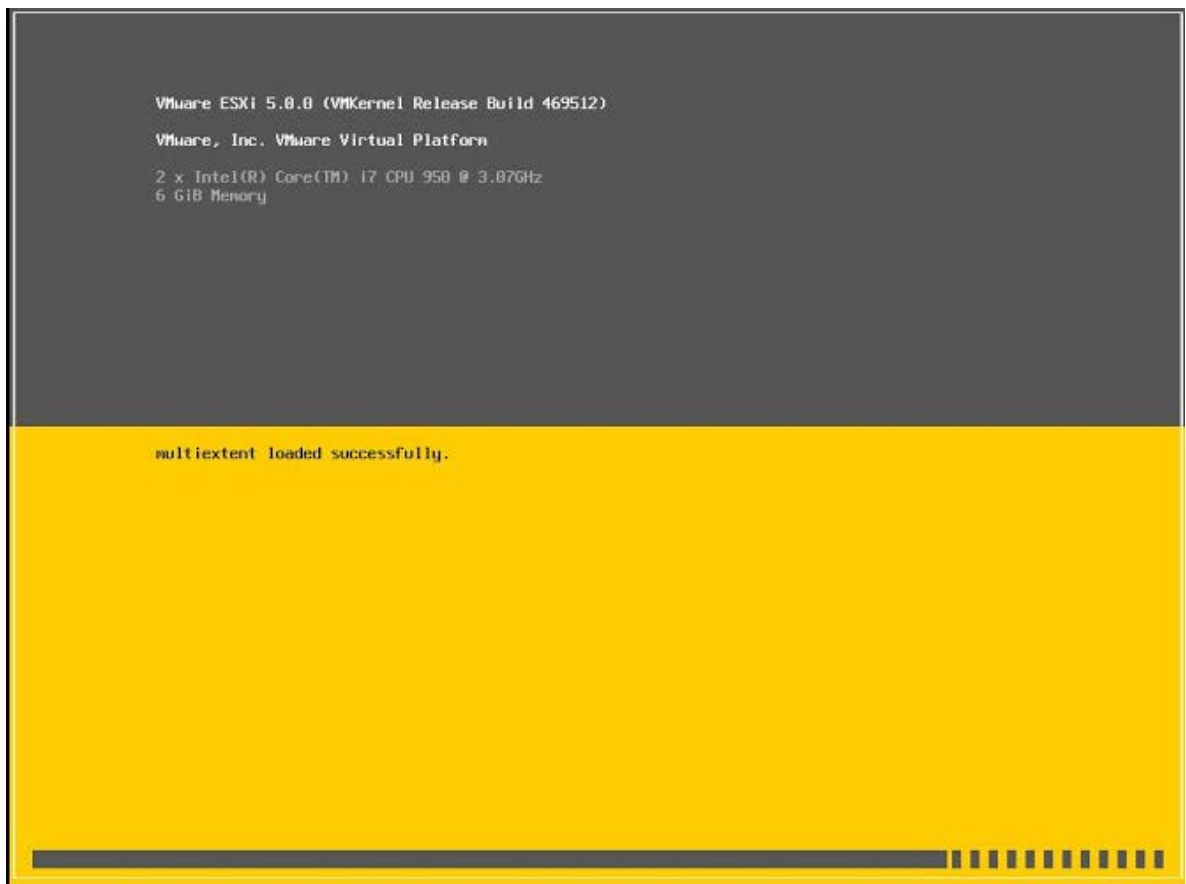 VMware ESXi 5.0.0 (VMKernel Release Build 469512)
VMware, Inc. VMware Virtual Platform
2 x Intel(R) Core(TM) i7 CPU 950 @ 3.07GHz
6 GiB Memory
multiextent loaded successfully.